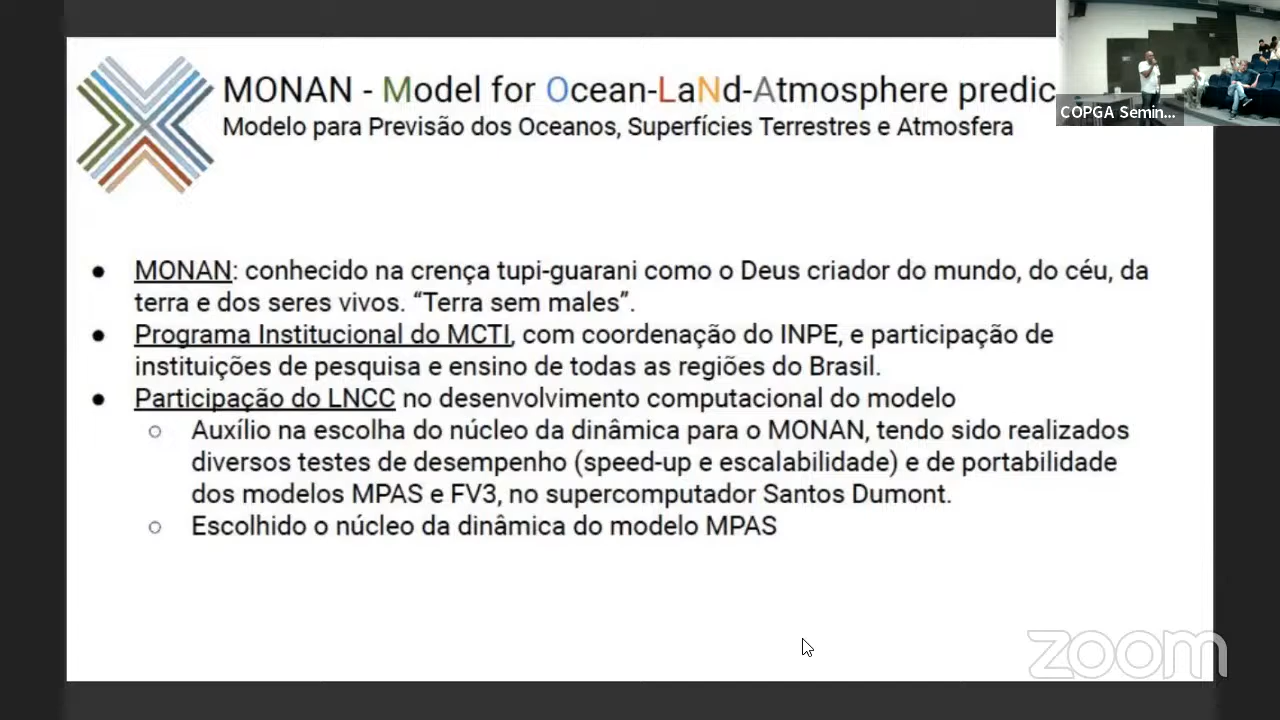 MONAN - Model for Ocean-LaNd-Atmosphere predic
Modelo para Previsão dos Oceanos, Superfícies Terrestres e Atmosfera
COPGA Semin...
● MONAN: conhecido na crença tupi-guarani como o Deus criador do mundo, do céu, da
terra e dos seres vivos. “Terra sem males”.
● Programa Institucional do MCTI, com coordenação do INPE, e participação de
instituições de pesquisa e ensino de todas as regiões do Brasil.
● Participação do LNCC no desenvolvimento computacional do modelo
○ Auxílio na escolha do núcleo da dinâmica para o MONAN, tendo sido realizados
diversos testes de desempenho (speed-up e escalabilidade) e de portabilidade
dos modelos MPAS e FV3, no supercomputador Santos Dumont.
○ Escolhido o núcleo da dinâmica do modelo MPAS
zoom